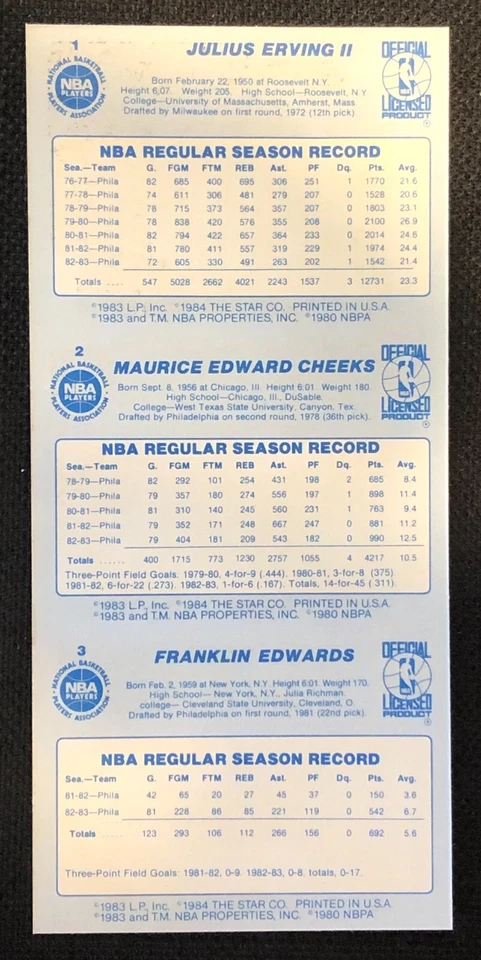 1
JULIUS ERVING II
NATIONAL BASKETBALL
NBA
PLAYERS
PLAYERS ASSOCIATION
OFFICIAL
NBA
LICENSED
PRODUCT
Born February 22, 1950 at Roosevelt N.Y.
Height 6,07. Weight 205. High School—Roosevelt, N.Y.
College—University of Massachusetts, Amherst, Mass.
Drafted by Milwaukee on first round, 1972 (12th pick).
NBA REGULAR SEASON RECORD
Sea.—Team G. FGM FTM REB Ast. PF Dq. Pts. Avg.
76-77—Phila 82 685 400 695 306 251 1 1770 21.6
77-78—Phila 74 611 306 481 279 207 0 1528 20.6
78-79—Phila 78 715 373 564 357 207 0 1803 23.1
79-80—Phila 78 838 420 576 355 208 0 2100 26.9
80-81—Phila 82 794 422 657 364 233 0 2014 24.6
81-82—Phila 81 780 411 557 319 229 1 1974 24.4
82-83—Phila 72 605 330 491 263 202 1 1542 21.4
Totals .... 547 5028 2662 4021 2243 1537 3 12731 23.3
©1983 L.P., Inc. ©1984 THE STAR CO. PRINTED IN U.S.A.
©1983 and T.M. NBA PROPERTIES, INC. ©1980 NBPA
2
MAURICE EDWARD CHEEKS
NATIONAL BASKETBALL
NBA
PLAYERS
PLAYERS ASSOCIATION
OFFICIAL
NBA
LICENSED
PRODUCT
Born Sept. 8, 1956 at Chicago, Ill. Height 6:01. Weight 180.
High School—Chicago, Ill., DuSable.
College—West Texas State University, Canyon, Tex.
Drafted by Philadelphia on second round, 1978 (36th pick).
NBA REGULAR SEASON RECORD
Sea.—Team G. FGM FTM REB Ast. PF Dq. Pts. Avg.
78-79—Phila 82 292 101 254 431 198 2 685 8.4
79-80—Phila 79 357 180 274 556 197 1 898 11.4
80-81—Phila 81 310 140 245 560 231 1 763 9.4
81-82—Phila 79 352 171 248 667 247 0 881 11.2
82-83—Phila 79 404 181 209 543 182 0 990 12.5
Totals ...... 400 1715 773 1230 2757 1055 4 4217 10.5
Three-Point Field Goals: 1979-80, 4-for-9 (.444). 1980-81, 3-for-8 (375).
1981-82, 6-for-22 (.273). 1982-83, 1-for-6 (.167). Totals, 14-for-45 (.311).
©1983 L.P., Inc. ©1984 THE STAR CO. PRINTED IN U.S.A.
©1983 and T.M. NBA PROPERTIES, INC. ©1980 NBPA
3
FRANKLIN EDWARDS
NATIONAL BASKETBALL
NBA
PLAYERS
PLAYERS ASSOCIATION
OFFICIAL
NBA
LICENSED
PRODUCT
Born Feb. 2, 1959 at New York, N.Y. Height 6:01. Weight 170.
High School— New York, N.Y., Julia Richman.
college— Cleveland State University, Cleveland, O.
Drafted by Philadelphia on first round, 1981 (22nd pick).
NBA REGULAR SEASON RECORD
Sea.—Team G. FGM FTM REB Ast. PF Dq. Pts. Avg.
81-82—Phila 42 65 20 27 45 37 0 150 3.6
82-83—Phila 81 228 86 85 221 119 0 542 6.7
Totals ...... 123 293 106 112 266 156 0 692 5.6
Three-Point Field Goals: 1981-82, 0-9. 1982-83, 0-8. totals, 0-17.
©1983 L.P., Inc. ©1984 THE STAR CO. PRINTED IN U.S.A.
©1983 and T.M. NBA PROPERTIES, INC. ©1980 NBPA